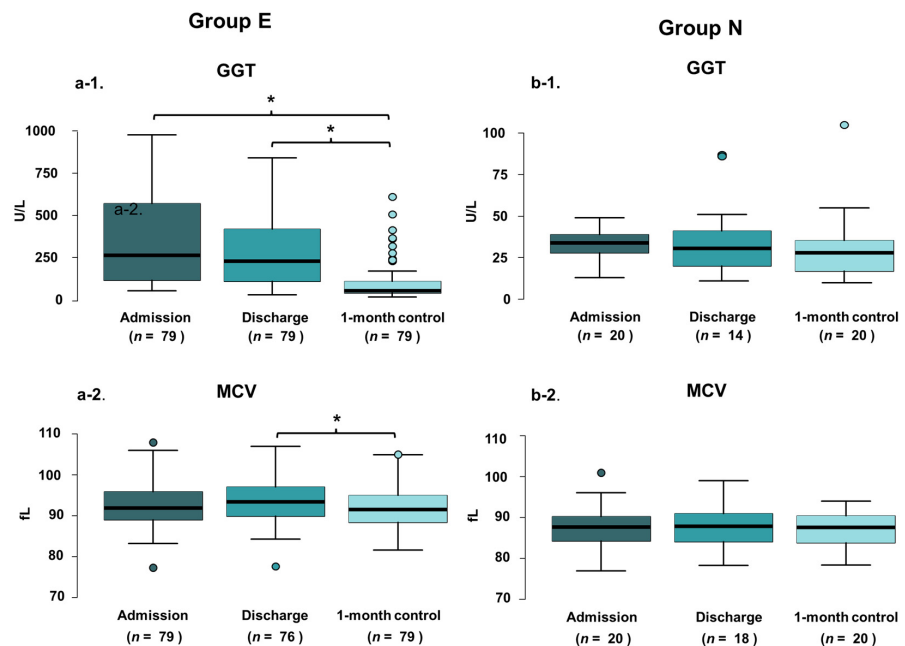 Group E
Group N
a-1.
GGT
*
*
1000
750
500
250
0
U/L
a-2.
Admission
(n = 79)
Discharge
(n = 79)
1-month control
(n = 79)
b-1.
GGT
100
75
50
25
0
U/L
Admission
(n = 20)
Discharge
(n = 14)
1-month control
(n = 20)
a-2.
MCV
*
110
100
90
80
70
fL
Admission
(n = 79)
Discharge
(n = 76)
1-month control
(n = 79)
b-2.
MCV
110
100
90
80
70
fL
Admission
(n = 20)
Discharge
(n = 18)
1-month control
(n = 20)